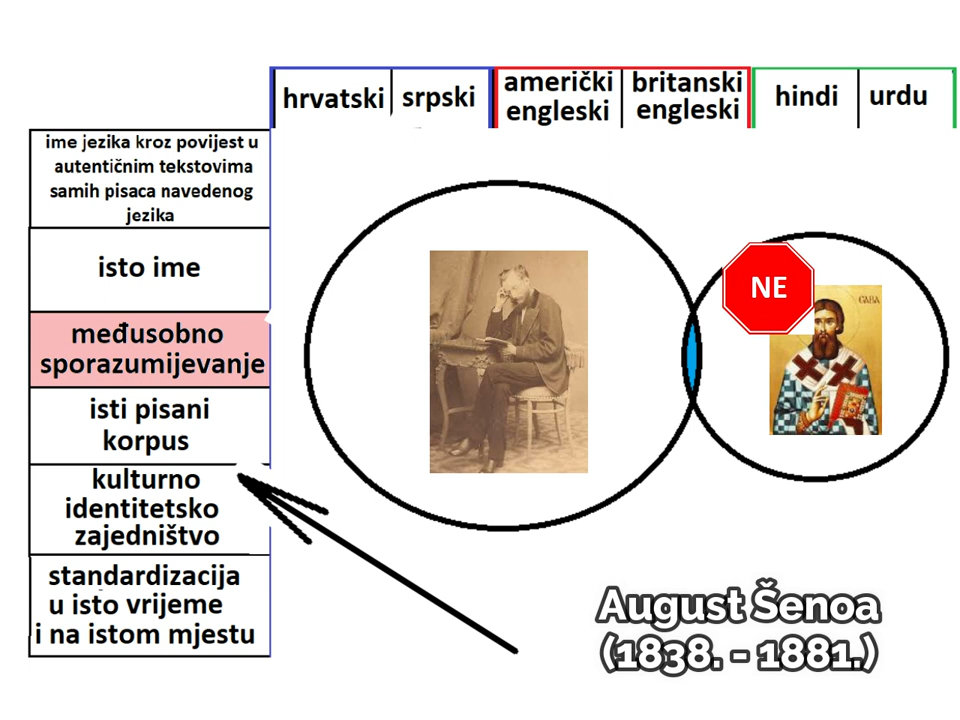 hrvatski
srpski
američki
engleski
britanski
engleski
hindi
urdu
ime jezika kroz povijest u
autentičnim tekstovima
samih pisaca navedenog
jezika
isto ime
međusobno
sporazumijevanje
isti pisani
korpus
kulturno
identitetsko
zajedništvo
standardizacija
u isto vrijeme
i na istom mjestu
NE
САВА
August Šenoa
(1838. - 1881.)